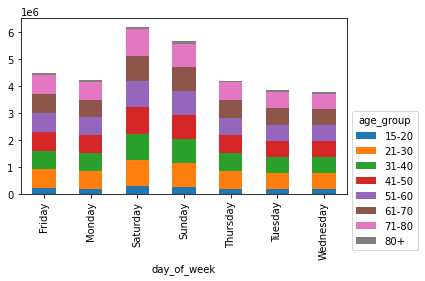 1e6
6
5
4
3
2
1
0
Friday
Monday
Saturday
Sunday
Thursday
Tuesday
Wednesday
day_of_week
age_group
15-20
21-30
31-40
41-50
51-60
61-70
71-80
80+